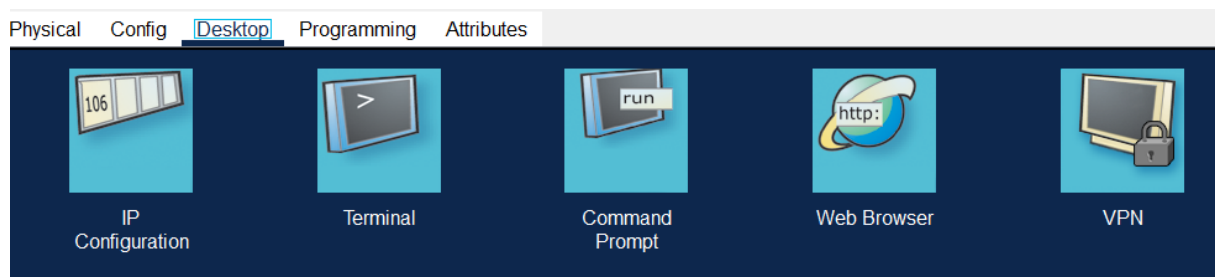 Physical Config Desktop Programming Attributes
106
>
run
http:
IP
Configuration
Terminal
Command
Prompt
Web Browser
VPN